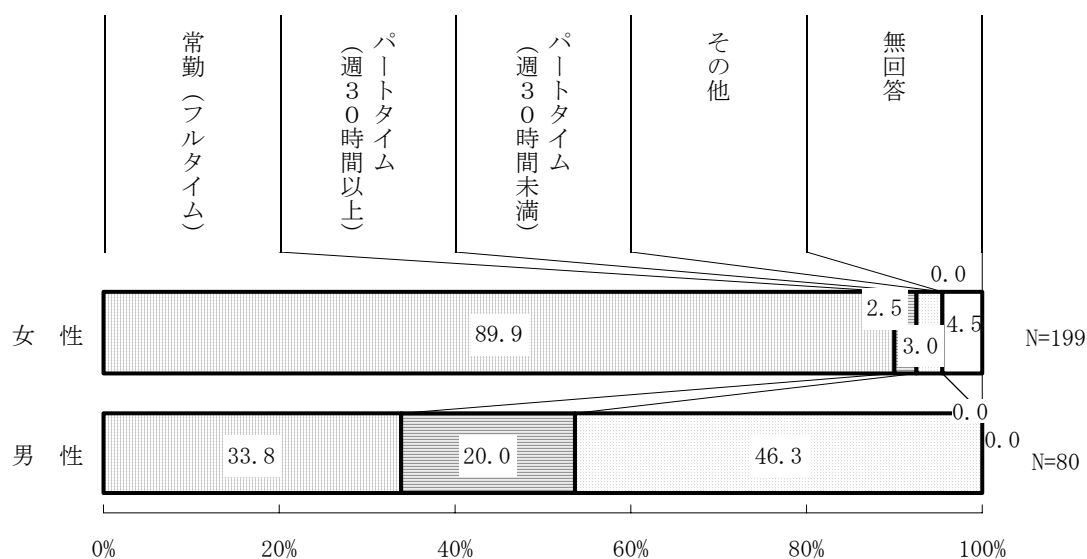 常勤（フルタイム）
パートタイム
（週３０時間以上）
パートタイム
（週３０時間未満）
その他
無回答
0.0
女 性
89.9
2.5
3.0
4.5
N=199
0.0
0.0
男 性
33.8
20.0
46.3
N=80
0%
20%
40%
60%
80%
100%